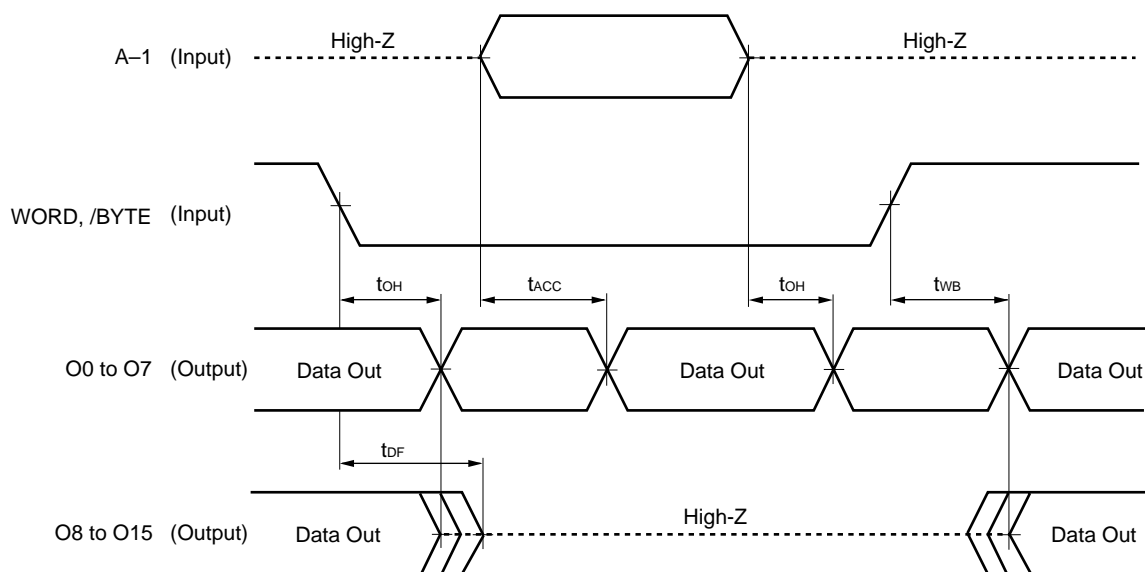 A–1 (Input) High-Z High-Z
WORD, /BYTE (Input)
tOH tACC tOH tWB
O0 to O7 (Output) Data Out Data Out Data Out
tDF
O8 to O15 (Output) Data Out High-Z Data Out